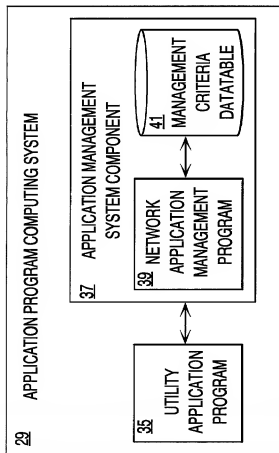 29 APPLICATION PROGRAM COMPUTING SYSTEM
35
UTILITY
APPLICATION
PROGRAM
37 APPLICATION MANAGEMENT
SYSTEM COMPONENT
39
NETWORK
APPLICATION
MANAGEMENT
PROGRAM
41
MANAGEMENT
CRITERIA
DATATABLE